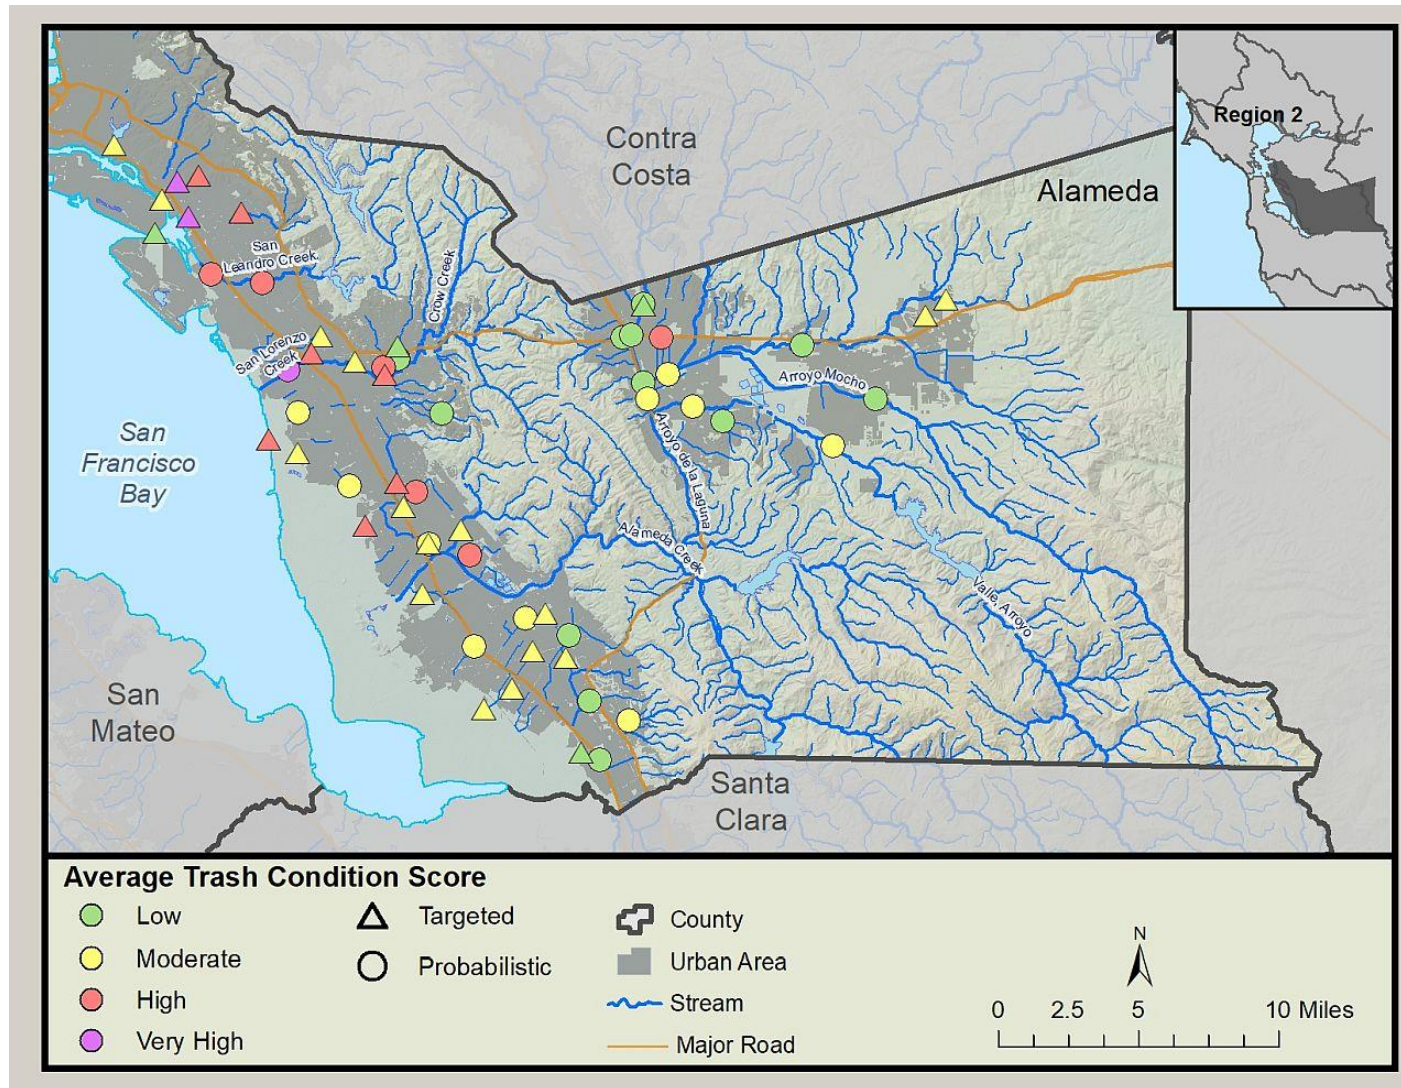 Contra
Costa
Region 2
Alameda
San
Leandro Creek
Crow Creek
San Lorenzo
Creek
Arroyo Mocho
San
Francisco
Bay
Arroyo de la Laguna
Alameda Creek
Valle, Arroyo
San
Mateo
Santa
Clara
Average Trash Condition Score
Low
Moderate
High
Very High
Targeted
Probabilistic
County
Urban Area
Stream
Major Road
N
0 2.5 5 10 Miles